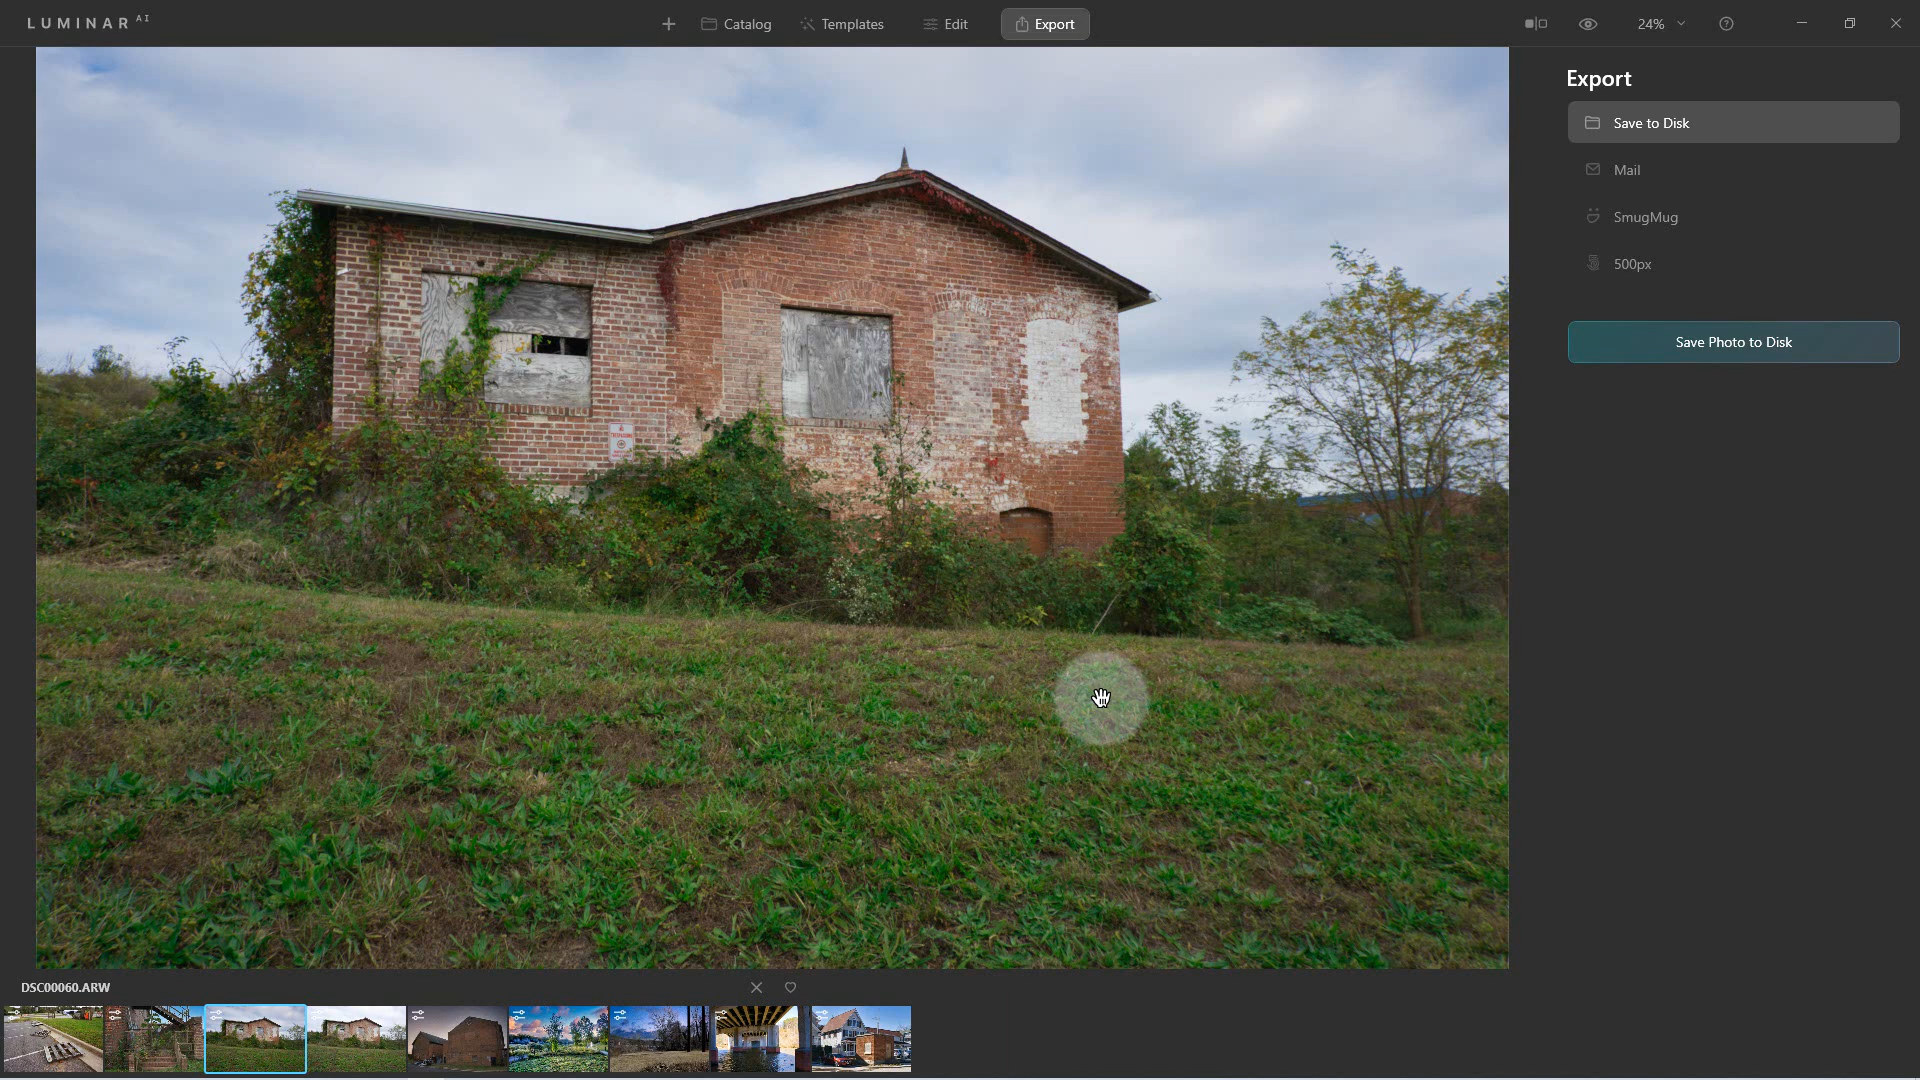 LUMINAR AI
Catalog
Templates
Edit
Export
24%
Export
Save to Disk
Mail
SmugMug
500px
Save Photo to Disk
DSC00060.ARW